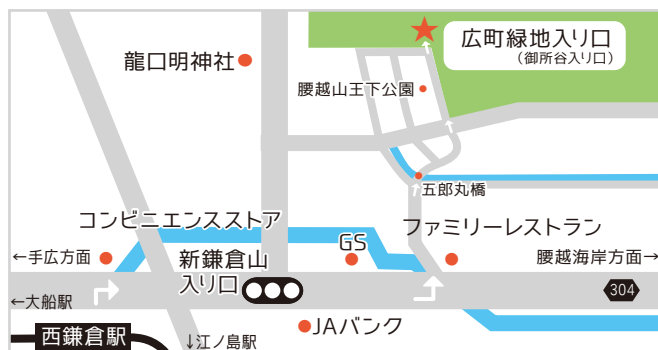 広町緑地入り口
(御所谷入り口)
龍口明神社
腰越山王下公園
五郎丸橋
コンビニエンスストア
ファミリーレストラン
GS
←手広方面
新鎌倉山
入り口
腰越海岸方面→
304
←大船駅
西鎌倉駅
↓江ノ島駅
JAバンク